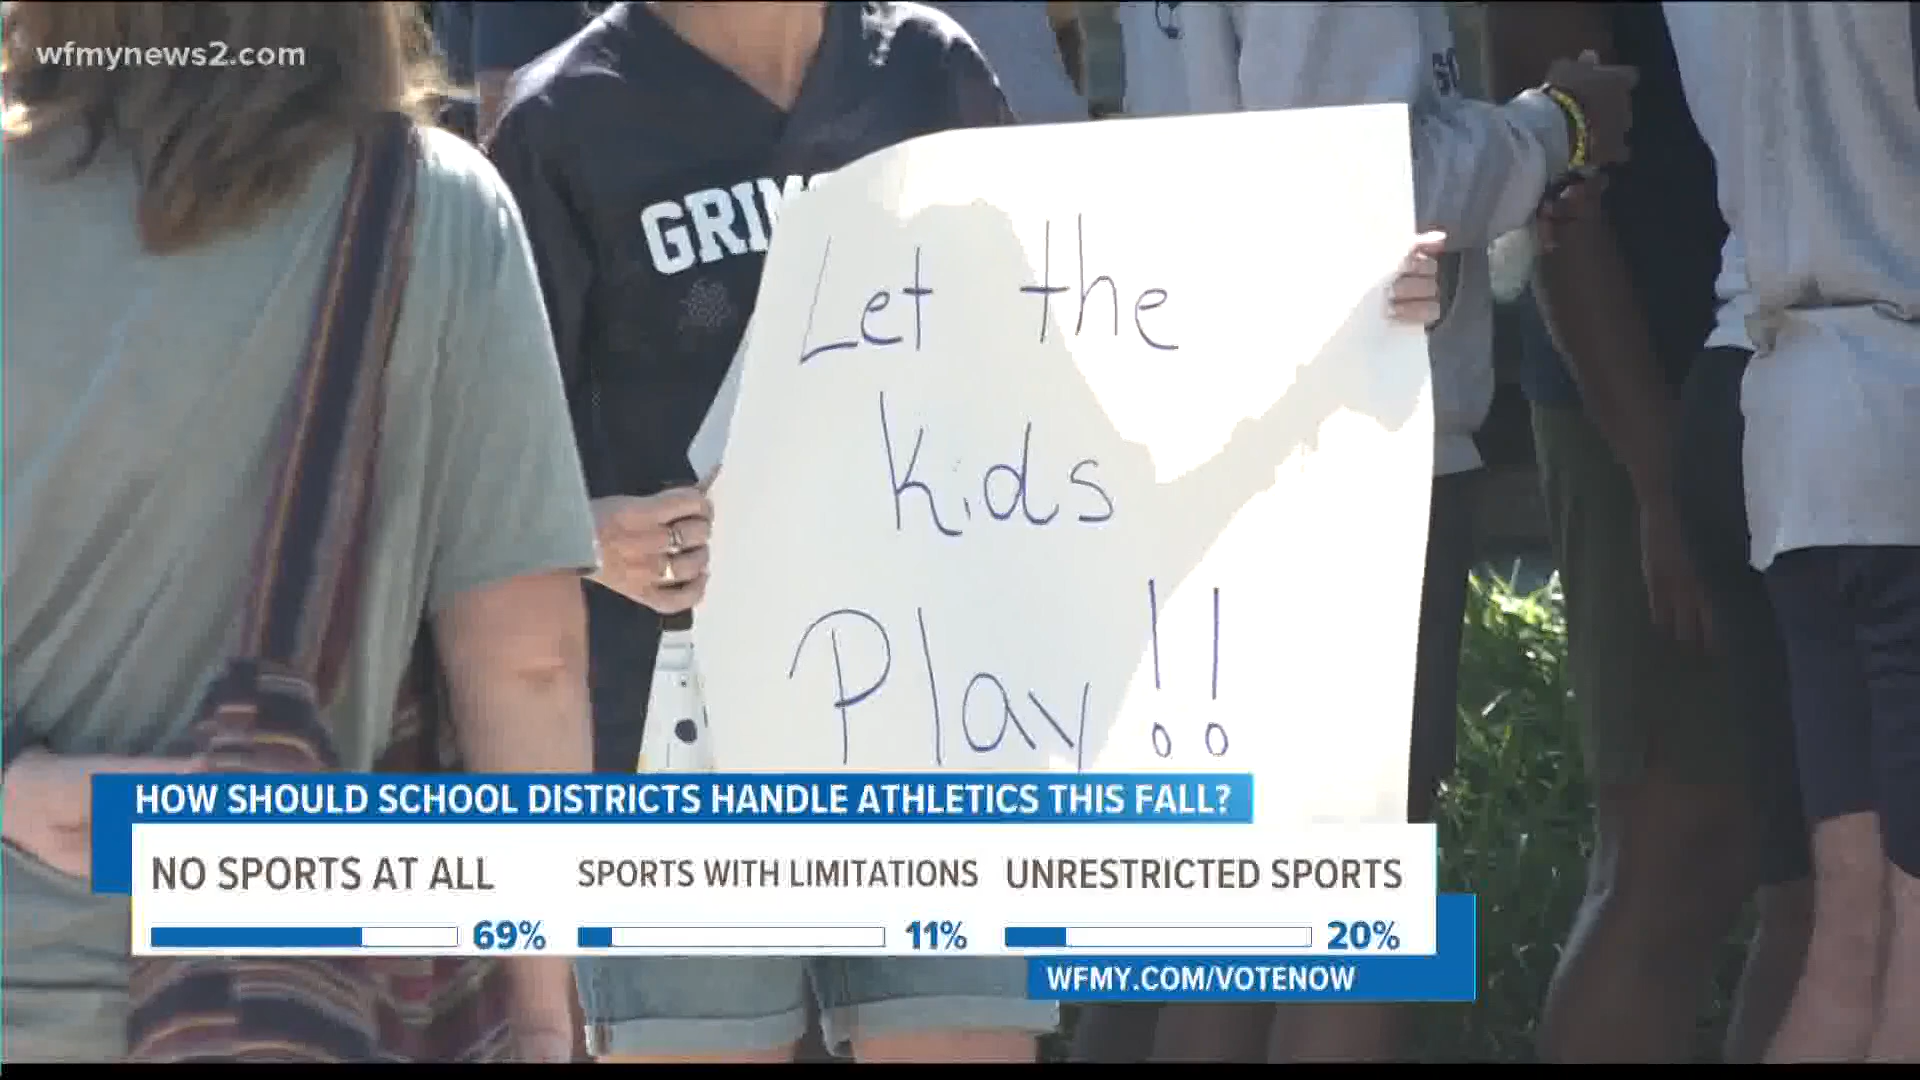 wfmynews2.com
Let the
kids
Play!!
HOW SHOULD SCHOOL DISTRICTS HANDLE ATHLETICS THIS FALL?
NO SPORTS AT ALL
69%
SPORTS WITH LIMITATIONS
11%
UNRESTRICTED SPORTS
20%
WFMY.COM/VOTENOW